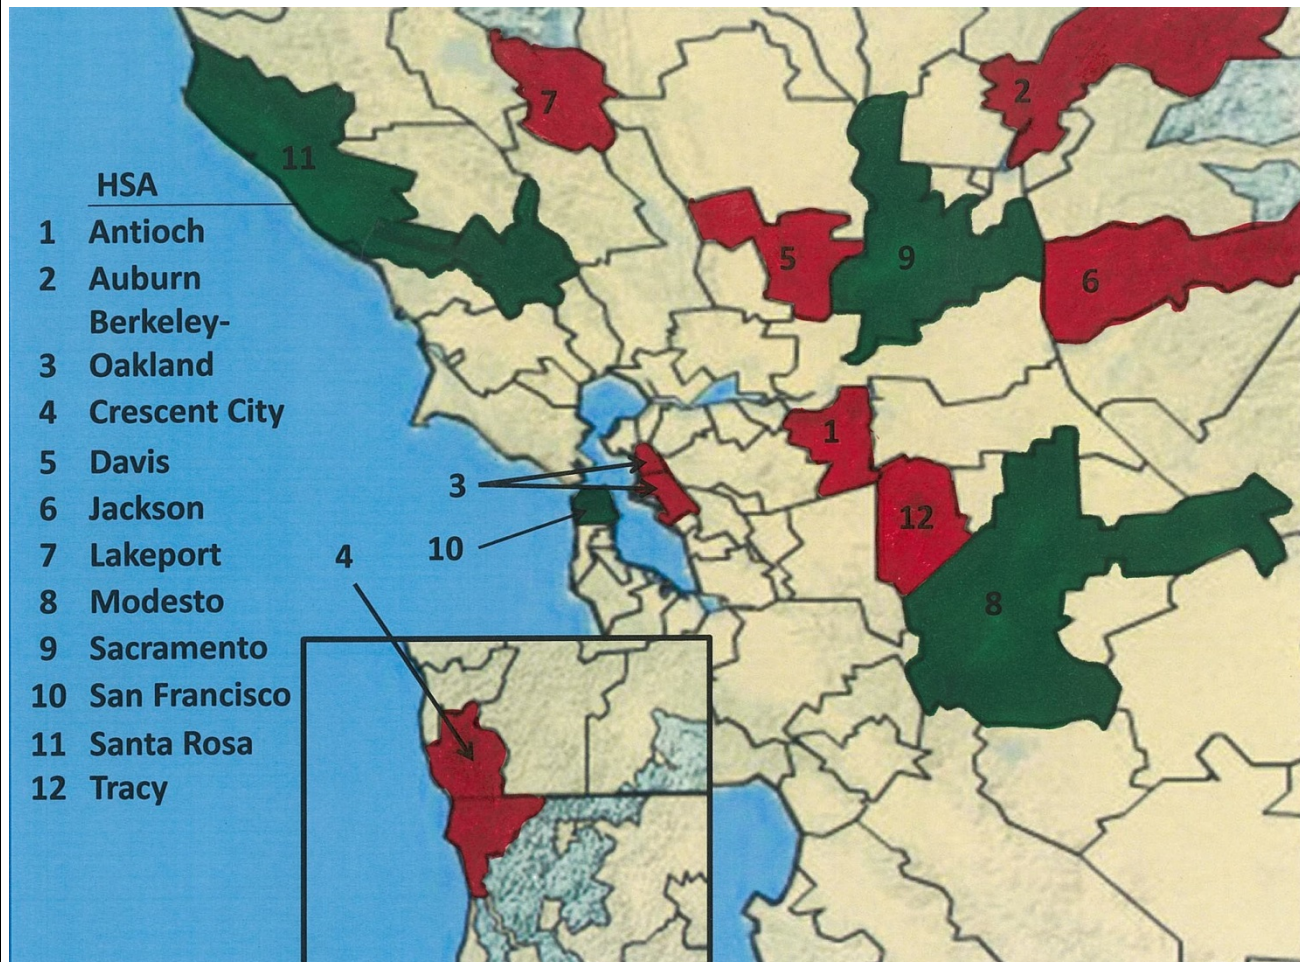 7
2
11
HSA
1 Antioch
2 Auburn
Berkeley-
3 Oakland
4 Crescent City
5 Davis
6 Jackson
7 Lakeport
8 Modesto
9 Sacramento
10 San Francisco
11 Santa Rosa
12 Tracy
5
9
6
1
3
12
10
4
8